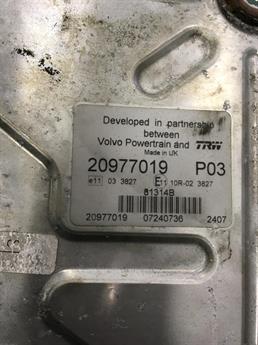 Developed in partnership
between
Volvo Powertrain and TRW
Made in UK
20977019 P03
e11 03 3827 E11 10R-02 3827
81314B
20977019 07240736 2407